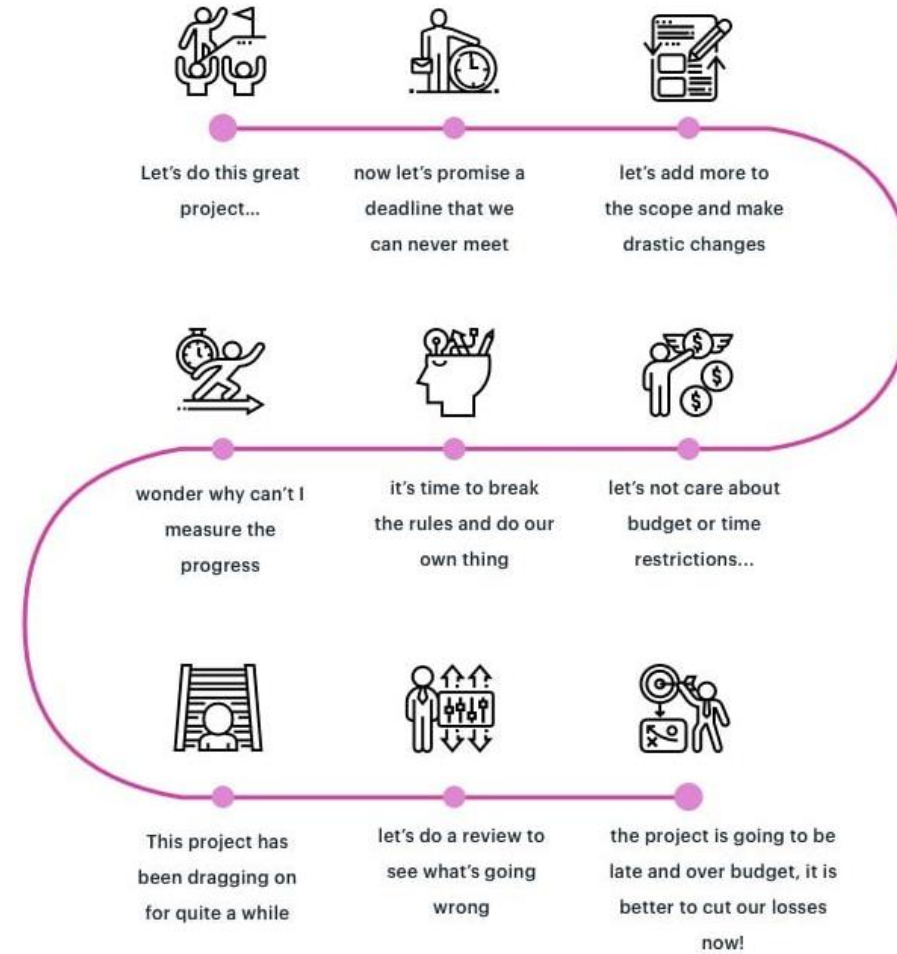 Let's do this great
project...
now let's promise a
deadline that we
can never meet
let's add more to
the scope and make
drastic changes
let's not care about
budget or time
restrictions...
it's time to break
the rules and do our
own thing
wonder why can't I
measure the
progress
This project has
been dragging on
for quite a while
let's do a review to
see what's going
wrong
the project is going to be
late and over budget, it is
better to cut our losses
now!